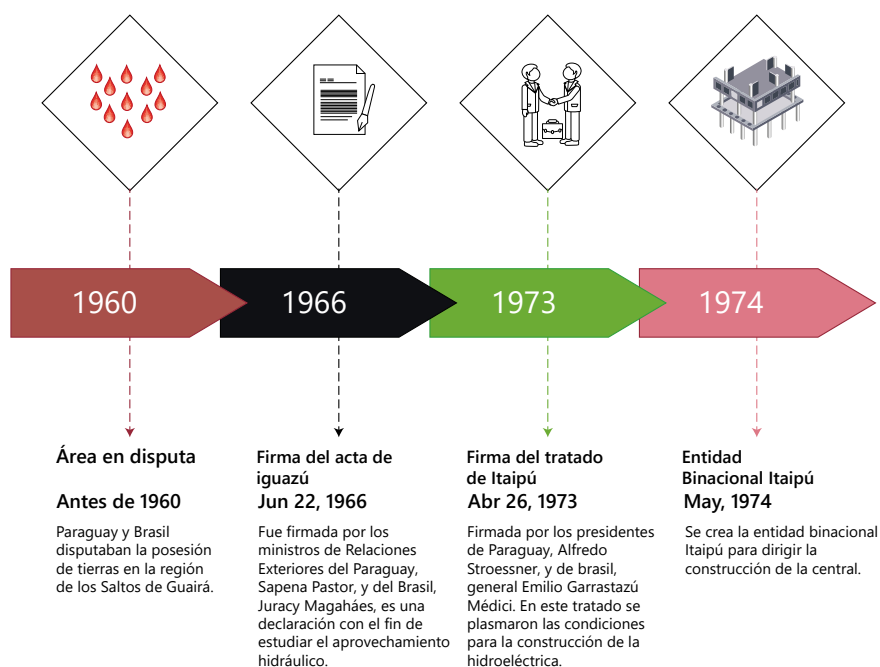 1960
1966
1973
1974
Área en disputa
Antes de 1960
Paraguay y Brasil
disputaban la posesión
de tierras en la región
de los Saltos de Guairá.
Firma del acta de
iguazú
Jun 22, 1966
Fue firmada por los
ministros de Relaciones
Exteriores del Paraguay,
Sapena Pastor, y del Brasil,
Juracy Magaháes, es una
declaración con el fin de
estudiar el aprovechamiento
hidráulico.
Firma del tratado
de Itaipú
Abr 26, 1973
Firmada por los presidentes
de Paraguay, Alfredo
Stroessner, y de brasil,
general Emilio Garrastazú
Médici. En este tratado se
plasmaron las condiciones
para la construcción de la
hidroeléctrica.
Entidad
Binacional Itaipú
May, 1974
Se crea la entidad binacional
Itaipú para dirigir la
construcción de la central.